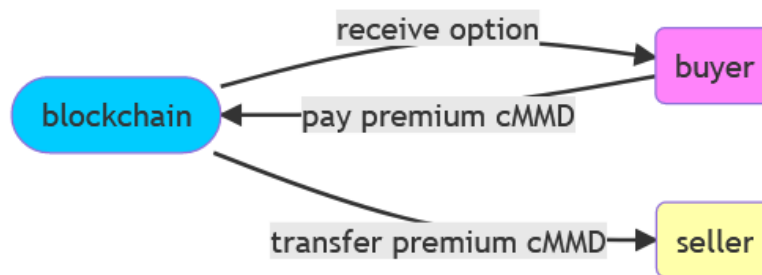 receive option
buyer
blockchain
pay premium cMMD
transfer premium cMMD
seller